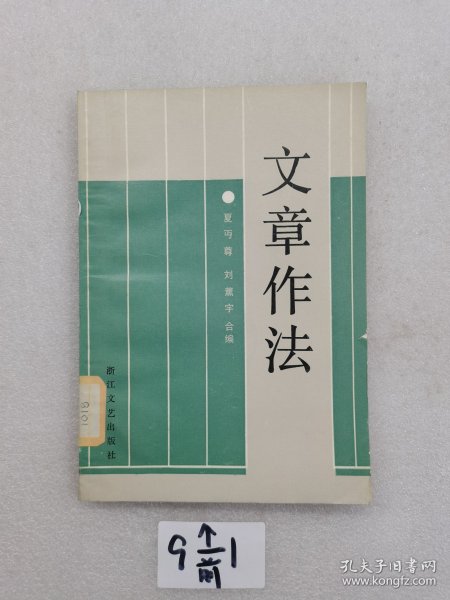 文章作法
夏丏尊 刘薰宇 合编
浙江文艺出版社
9101
9个前1
孔夫子旧书网
www.kongfz.com